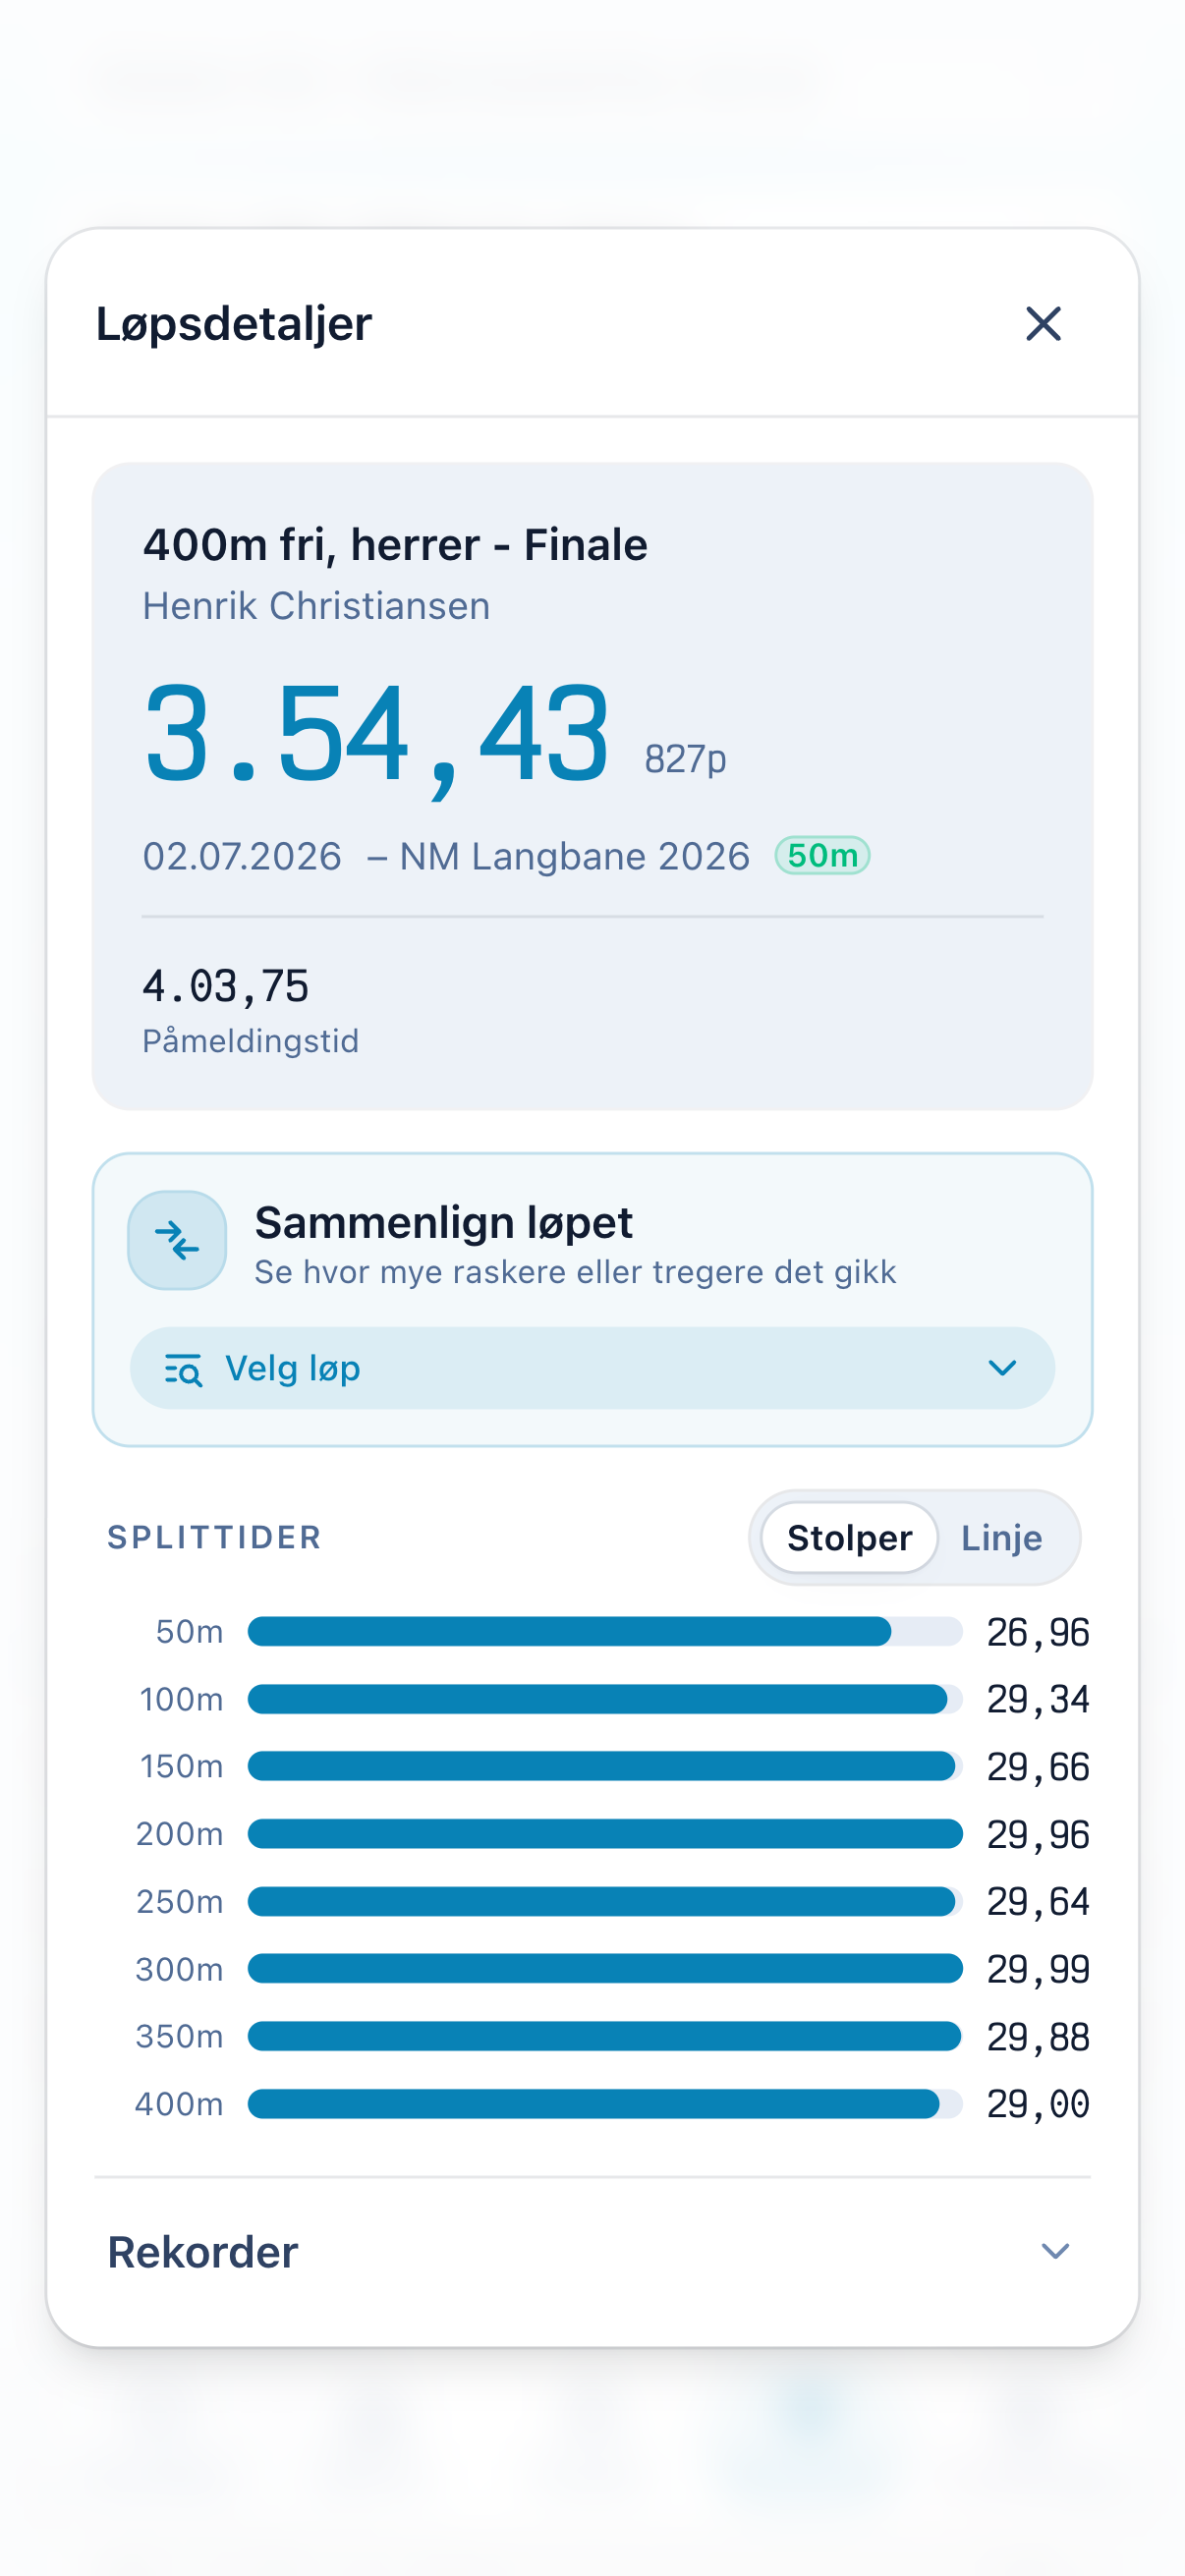 Løpsdetaljer
400m fri, herrer - Finale
Henrik Christiansen
3.54,43 827p
02.07.2026 – NM Langbane 2026 50m
4.03,75
Påmeldingstid
Sammenlign løpet
Se hvor mye raskere eller tregere det gikk
Velg løp
SPLITTIDER Stolper Linje
50m 26,96
100m 29,34
150m 29,66
200m 29,96
250m 29,64
300m 29,99
350m 29,88
400m 29,00
Rekorder